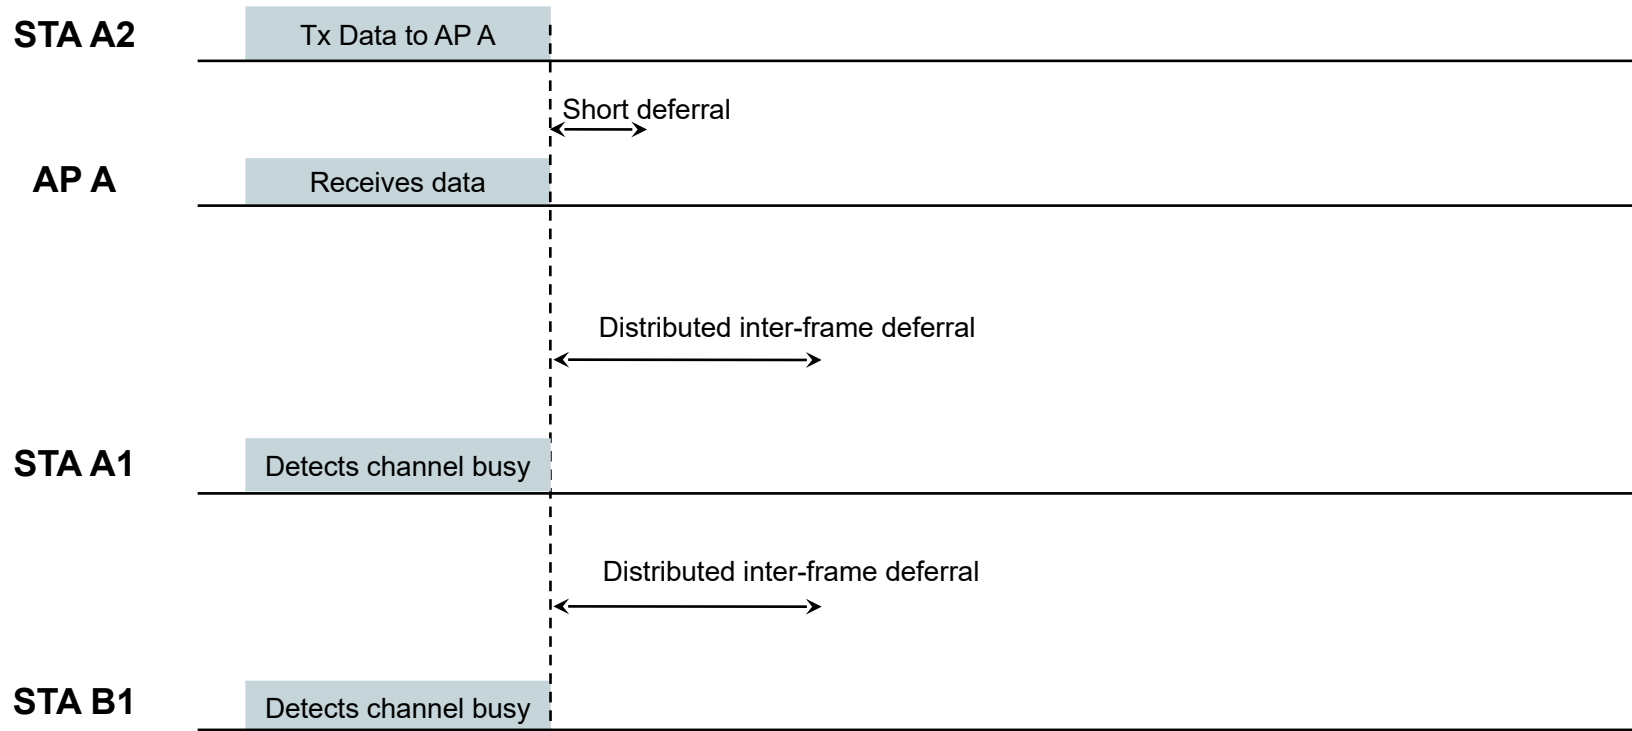 STA A2
Tx Data to AP A
Short deferral
AP A
Receives data
Distributed inter-frame deferral
STA A1
Detects channel busy
Distributed inter-frame deferral
STA B1
Detects channel busy